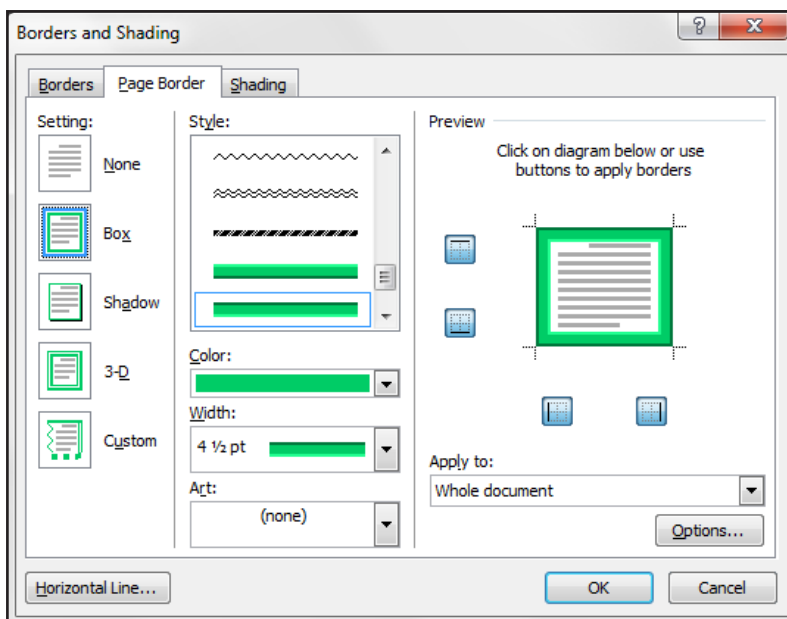 Borders and Shading
Borders
Page Border
Shading
Setting:
None
Box
Shadow
3-D
Custom
Style:
Color:
Width:
4 ½ pt
Art:
(none)
Preview
Click on diagram below or use
buttons to apply borders
Apply to:
Whole document
Options...
Horizontal Line...
OK
Cancel